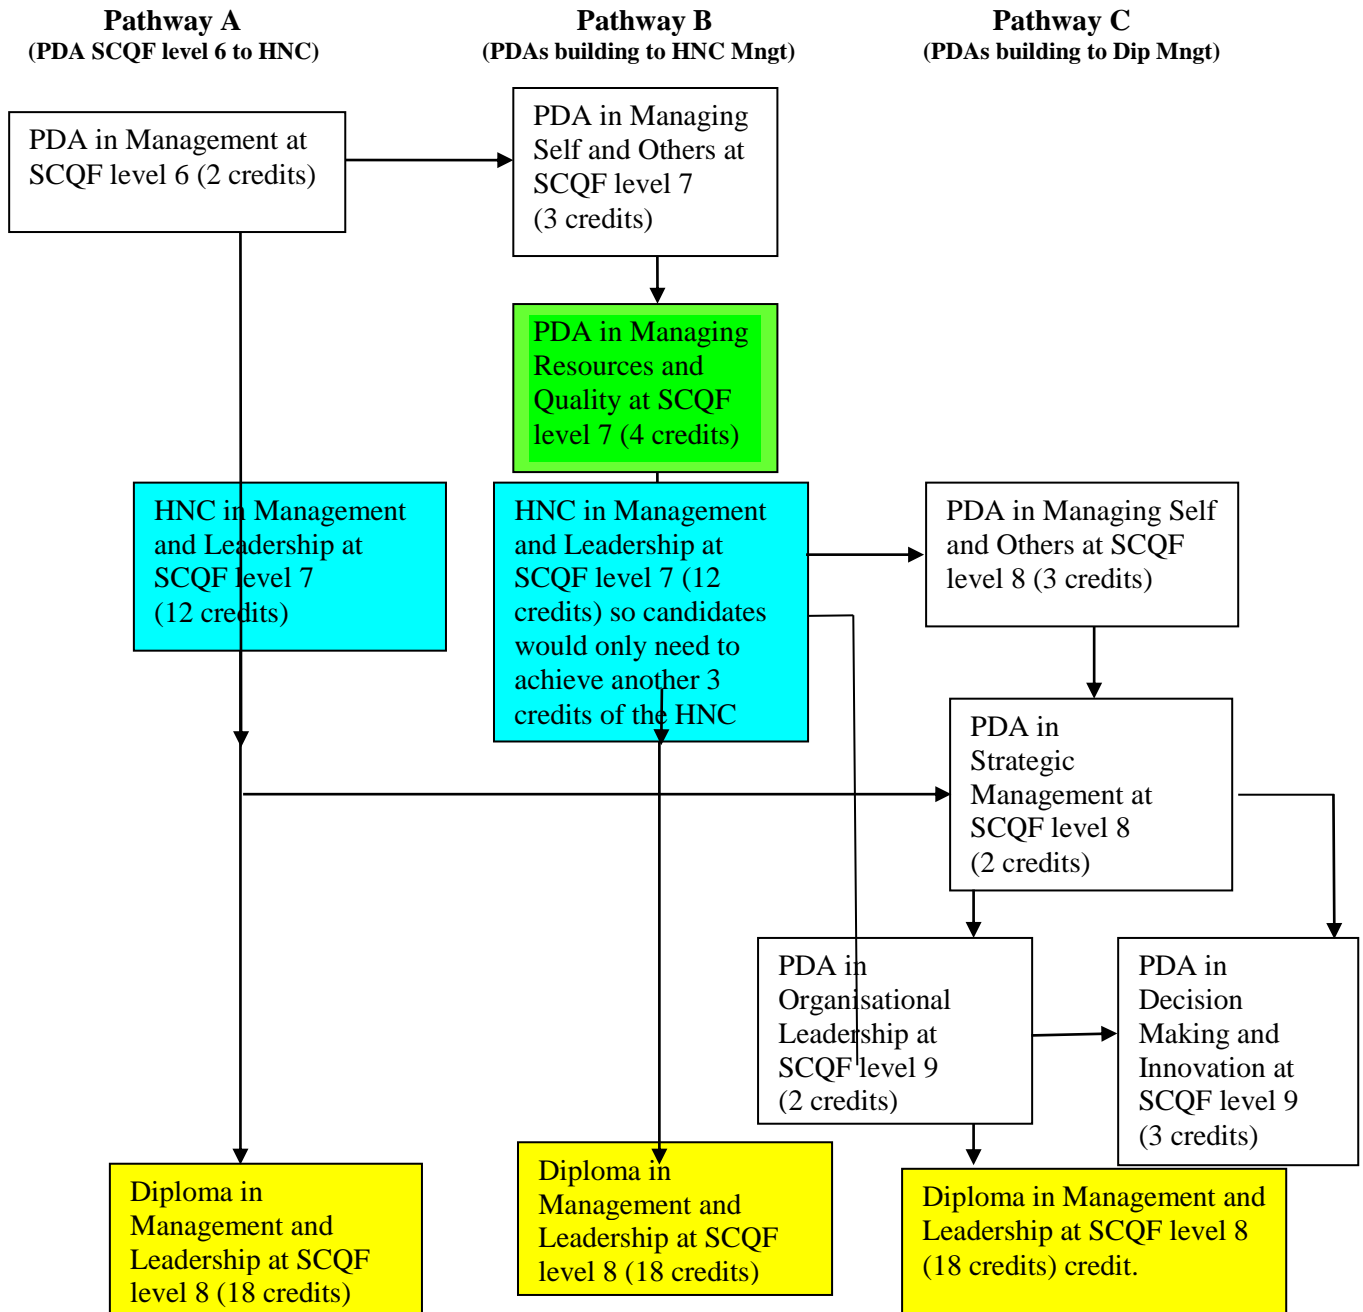 Pathway A
(PDA SCQF level 6 to HNC)
Pathway B
(PDAs building to HNC Mngt)
Pathway C
(PDAs building to Dip Mngt)
PDA in Management at
SCQF level 6 (2 credits)
PDA in Managing
Self and Others at
SCQF level 7
(3 credits)
PDA in Managing
Resources and
Quality at SCQF
level 7 (4 credits)
HNC in Management
and Leadership at
SCQF level 7
(12 credits)
HNC in Management
and Leadership at
SCQF level 7 (12
credits) so candidates
would only need to
achieve another 3
credits of the HNC
PDA in Managing Self
and Others at SCQF
level 8 (3 credits)
PDA in
Strategic
Management at
SCQF level 8
(2 credits)
PDA in
Organisational
Leadership at
SCQF level 9
(2 credits)
PDA in
Decision
Making and
Innovation at
SCQF level 9
(3 credits)
Diploma in
Management and
Leadership at SCQF
level 8 (18 credits)
Diploma in
Management and
Leadership at SCQF
level 8 (18 credits)
Diploma in Management and
Leadership at SCQF level 8
(18 credits) credit.